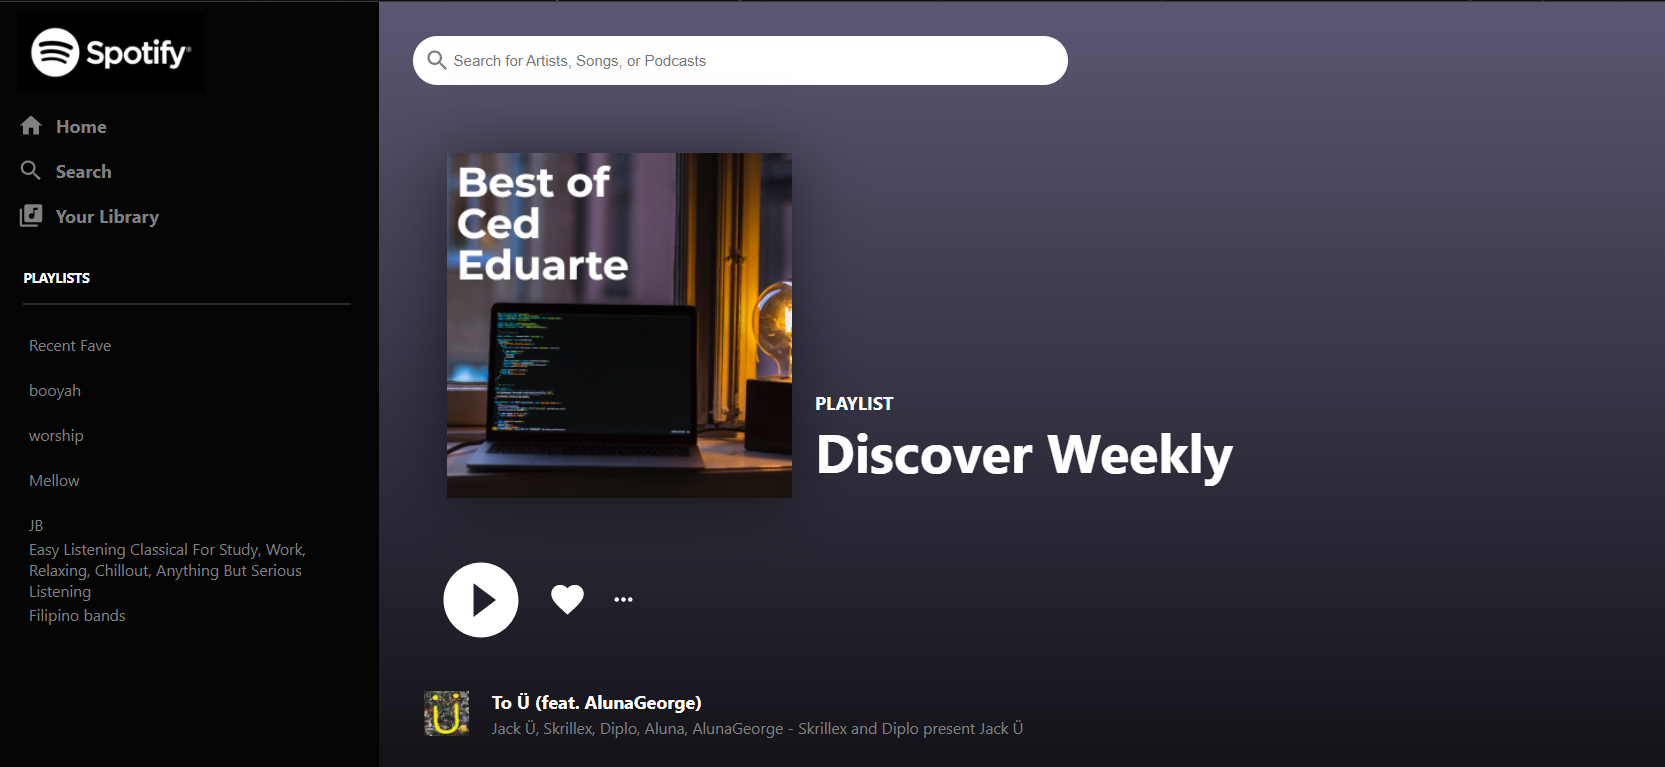 Spotify®
Home
Search
Your Library
PLAYLISTS
Recent Fave
booyah
worship
Mellow
JB
Easy Listening Classical For Study, Work,
Relaxing, Chillout, Anything But Serious
Listening
Filipino bands
Search for Artists, Songs, or Podcasts
Best of
Ced
Eduarte
PLAYLIST
Discover Weekly
Ü
To Ü (feat. AlunaGeorge)
Jack Ü, Skrillex, Diplo, Aluna, AlunaGeorge - Skrillex and Diplo present Jack Ü